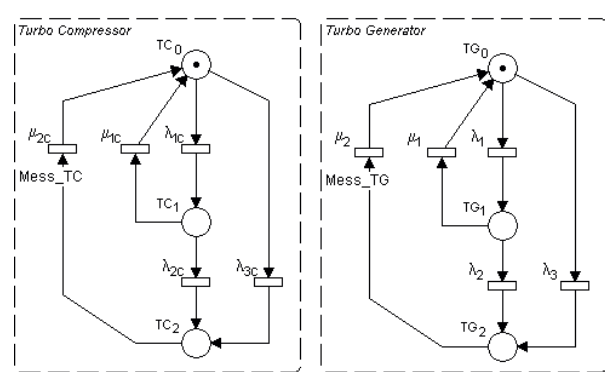 Turbo Compressor
TC0
μ2C
μ1C
λ1C
Mess_TC
TC1
λ2C
λ3C
TC2
Turbo Generator
TG0
μ2
μ1
λ1
Mess_TG
TG1
λ2
λ3
TG2